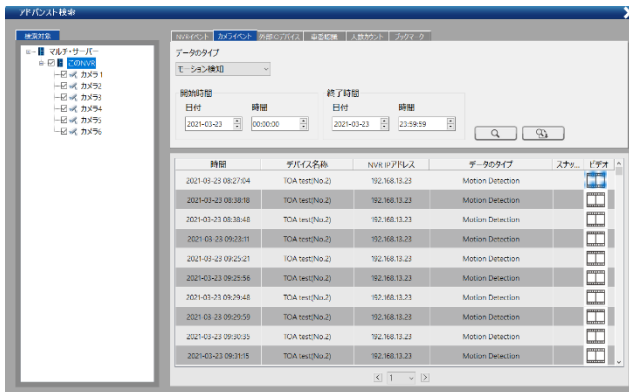 アドバンスト検索
検索対象
マルチ・サーバー
このNVR
カメラ1
カメラ2
カメラ3
カメラ4
カメラ5
カメラ6
NVRイベント カメライベント 外部I/Oデバイス 人数カウント ブックマーク
データのタイプ
モーション検知
開始時間 終了時間
日付 時間 日付 時間
2021-03-23 00:00:00 2021-03-23 23:59:59
時間 デバイス名称 NVR IPアドレス データのタイプ スナッ... ビデオ
2021-03-23 08:27:04 TOA test(No.2) 192.168.13.23 Motion Detection
2021-03-23 08:38:18 TOA test(No.2) 192.168.13.23 Motion Detection
2021-03-23 08:38:48 TOA test(No.2) 192.168.13.23 Motion Detection
2021-03-23 09:23:11 TOA test(No.2) 192.168.13.23 Motion Detection
2021-03-23 09:25:21 TOA test(No.2) 192.168.13.23 Motion Detection
2021-03-23 09:25:56 TOA test(No.2) 192.168.13.23 Motion Detection
2021-03-23 09:29:48 TOA test(No.2) 192.168.13.23 Motion Detection
2021-03-23 09:29:59 TOA test(No.2) 192.168.13.23 Motion Detection
2021-03-23 09:30:35 TOA test(No.2) 192.168.13.23 Motion Detection
2021-03-23 09:31:15 TOA test(No.2) 192.168.13.23 Motion Detection
1